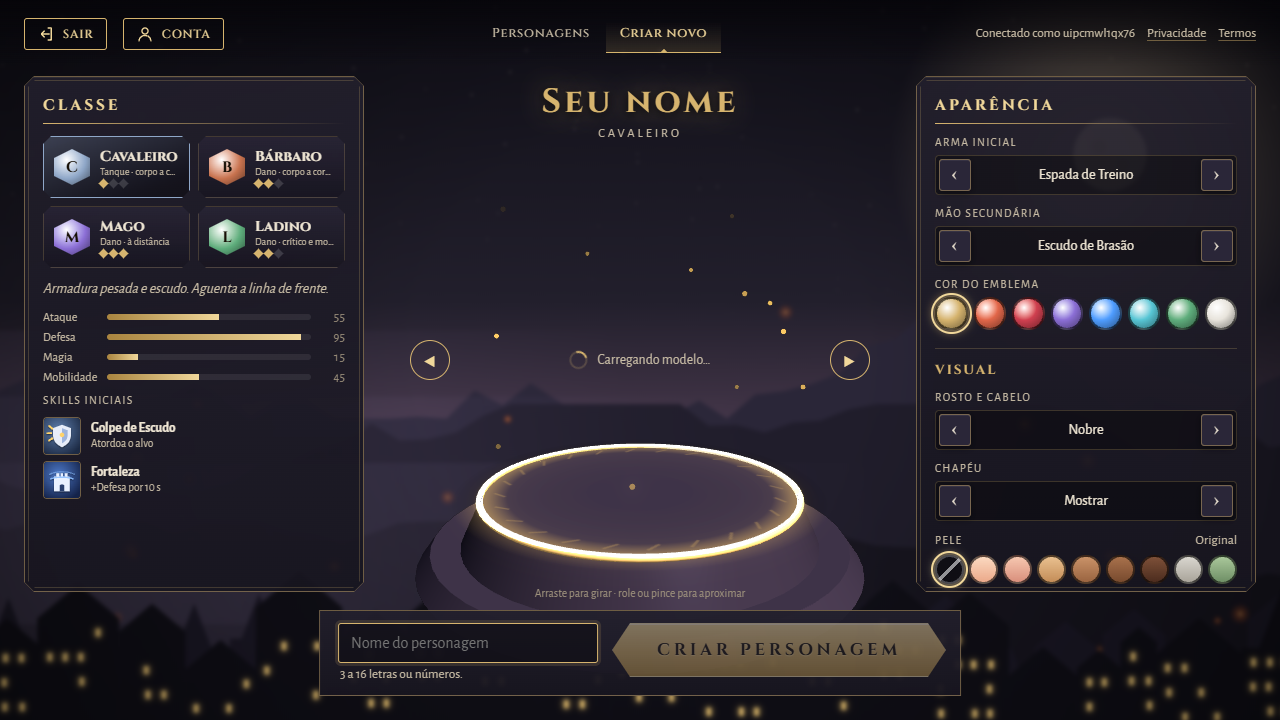 SAIR
CONTA
PERSONAGENS
CRIAR NOVO
Conectado como uipcmwl1qx76
Privacidade
Termos
CLASSE
C
CAVALEIRO
Tanque · corpo a c...
B
BÁRBARO
Dano · corpo a cor...
M
MAGO
Dano · à distância
L
LADINO
Dano · crítico e mo...
Armadura pesada e escudo. Aguenta a linha de frente.
Ataque 55
Defesa 95
Magia 15
Mobilidade 45
SKILLS INICIAIS
Golpe de Escudo
Atordoa o alvo
Fortaleza
+Defesa por 10 s
SEU NOME
CAVALEIRO
Carregando modelo...
Arraste para girar · role ou pince para aproximar
Nome do personagem
3 a 16 letras ou números.
CRIAR PERSONAGEM
APARÊNCIA
ARMA INICIAL
Espada de Treino
MÃO SECUNDÁRIA
Escudo de Brasão
COR DO EMBLEMA
VISUAL
ROSTO E CABELO
Nobre
CHAPÉU
Mostrar
PELE Original